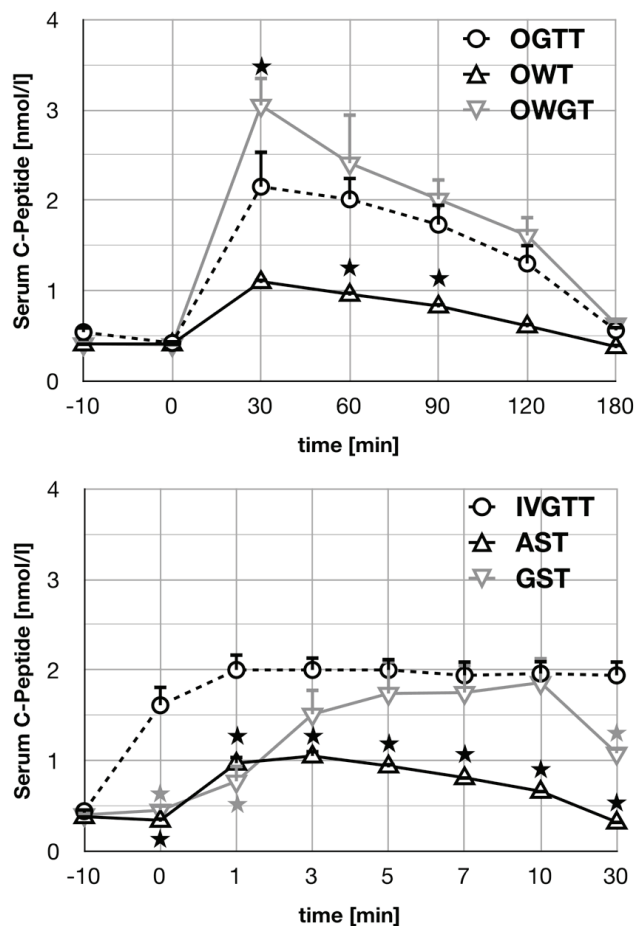 4
3
2
1
0
Serum C-Peptide [nmol/l]
OGTT
OWT
OWGT
-10 0 30 60 90 120 180
time [min]
4
3
2
1
0
Serum C-Peptide [nmol/l]
IVGTT
AST
GST
-10 0 1 3 5 7 10 30
time [min]